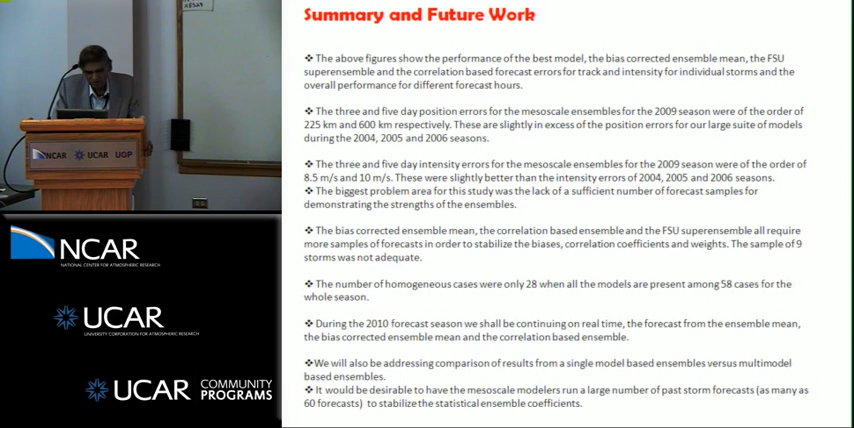 Summary and Future Work
❖ The above figures show the performance of the best model, the bias corrected ensemble mean, the FSU
superensemble and the correlation based forecast errors for track and intensity for individual storms and the
overall performance for different forecast hours.
❖ The three and five day position errors for the mesoscale ensembles for the 2009 season were of the order of
225 km and 600 km respectively. These are slightly in excess of the position errors for our large suite of models
during the 2004, 2005 and 2006 seasons.
❖ The three and five day intensity errors for the mesoscale ensembles for the 2009 season were of the order of
8.5 m/s and 10 m/s. These were slightly better than the intensity errors of 2004, 2005 and 2006 seasons.
❖ The biggest problem area for this study was the lack of a sufficient number of forecast samples for
demonstrating the strengths of the ensembles.
❖ The bias corrected ensemble mean, the correlation based ensemble and the FSU superensemble all require
more samples of forecasts in order to stabilize the biases, correlation coefficients and weights. The sample of 9
storms was not adequate.
❖ The number of homogeneous cases were only 28 when all the models are present among 58 cases for the
whole season.
❖ During the 2010 forecast season we shall be continuing on real time, the forecast from the ensemble mean,
the bias corrected ensemble mean and the correlation based ensemble.
❖We will also be addressing comparison of results from a single model based ensembles versus multimodel
based ensembles.
❖ It would be desirable to have the mesoscale modelers run a large number of past storm forecasts (as many as
60 forecasts) to stabilize the statistical ensemble coefficients.
NCAR UCAR UOP
NCAR
NATIONAL CENTER FOR ATMOSPHERIC RESEARCH
UCAR
UNIVERSITY CORPORATION FOR ATMOSPHERIC RESEARCH
UCAR COMMUNITY
PROGRAMS